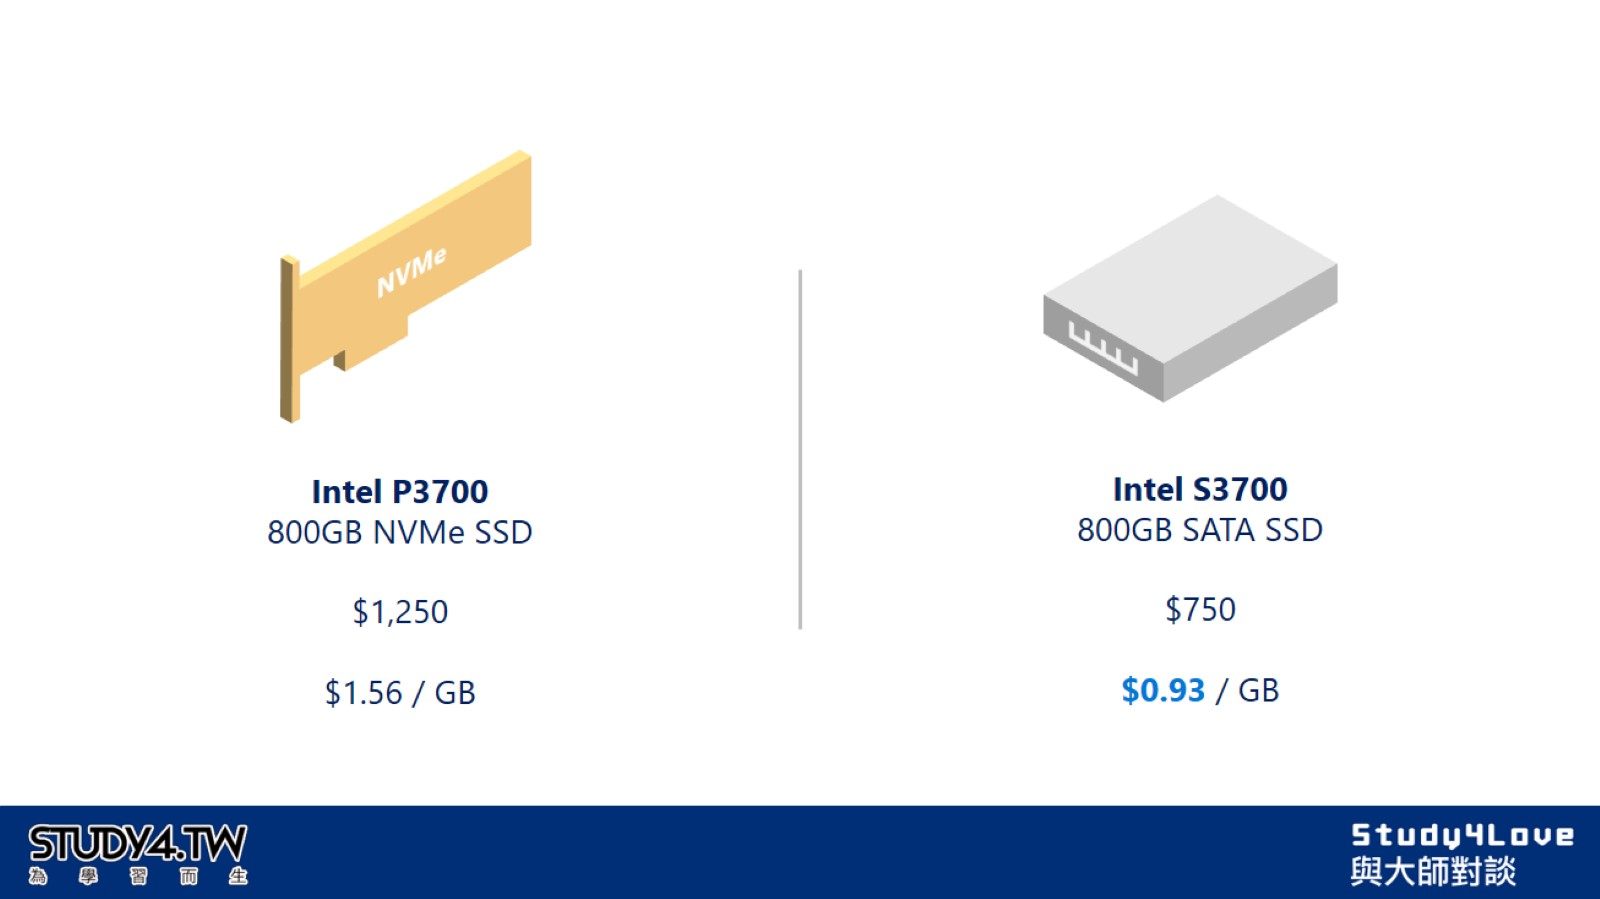 NVMe
Intel P3700
800GB NVMe SSD
$1,250
$1.56 / GB
Intel S3700
800GB SATA SSD
$750
$0.93 / GB
STUDY4.TW
為學習而生
Study4Love
與大師對談